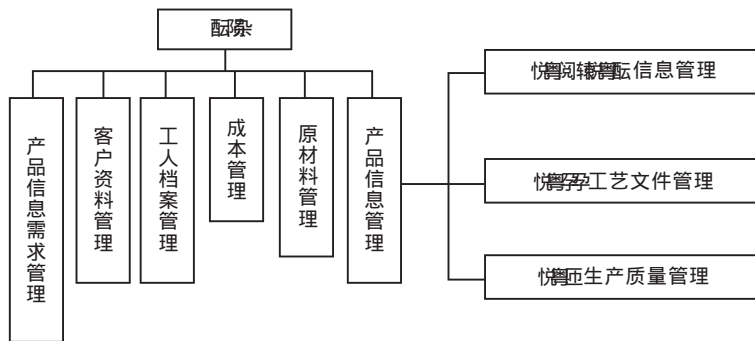 产品信息需求管理
客户资料管理
工人档案管理
成本管理
原材料管理
产品信息管理
信息管理
工艺文件管理
生产质量管理